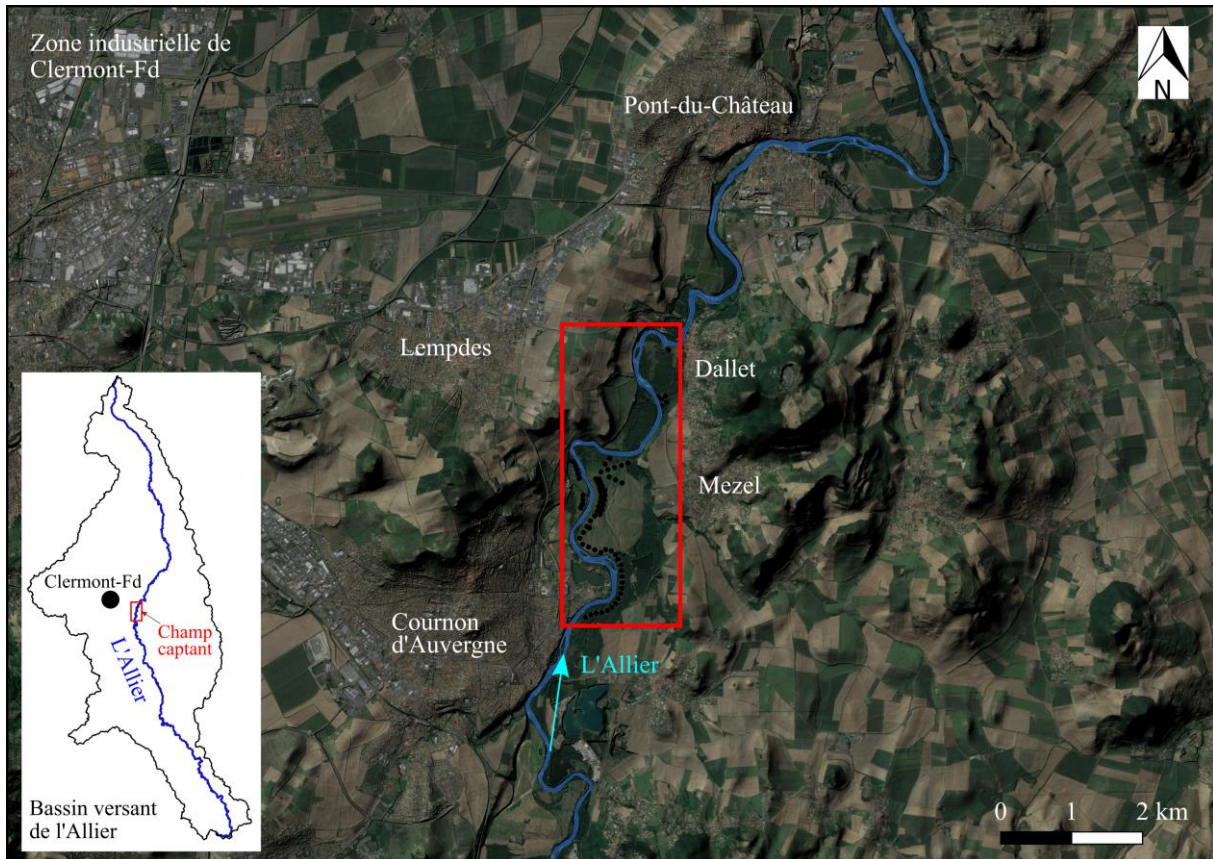 Zone industrielle de
Clermont-Fd
N
Pont-du-Château
Lempdes
Dallet
Mezel
Cournon
d'Auvergne
L'Allier
Clermont-Fd
Champ
captant
L'Allier
Bassin versant
de l'Allier
0 1 2 km